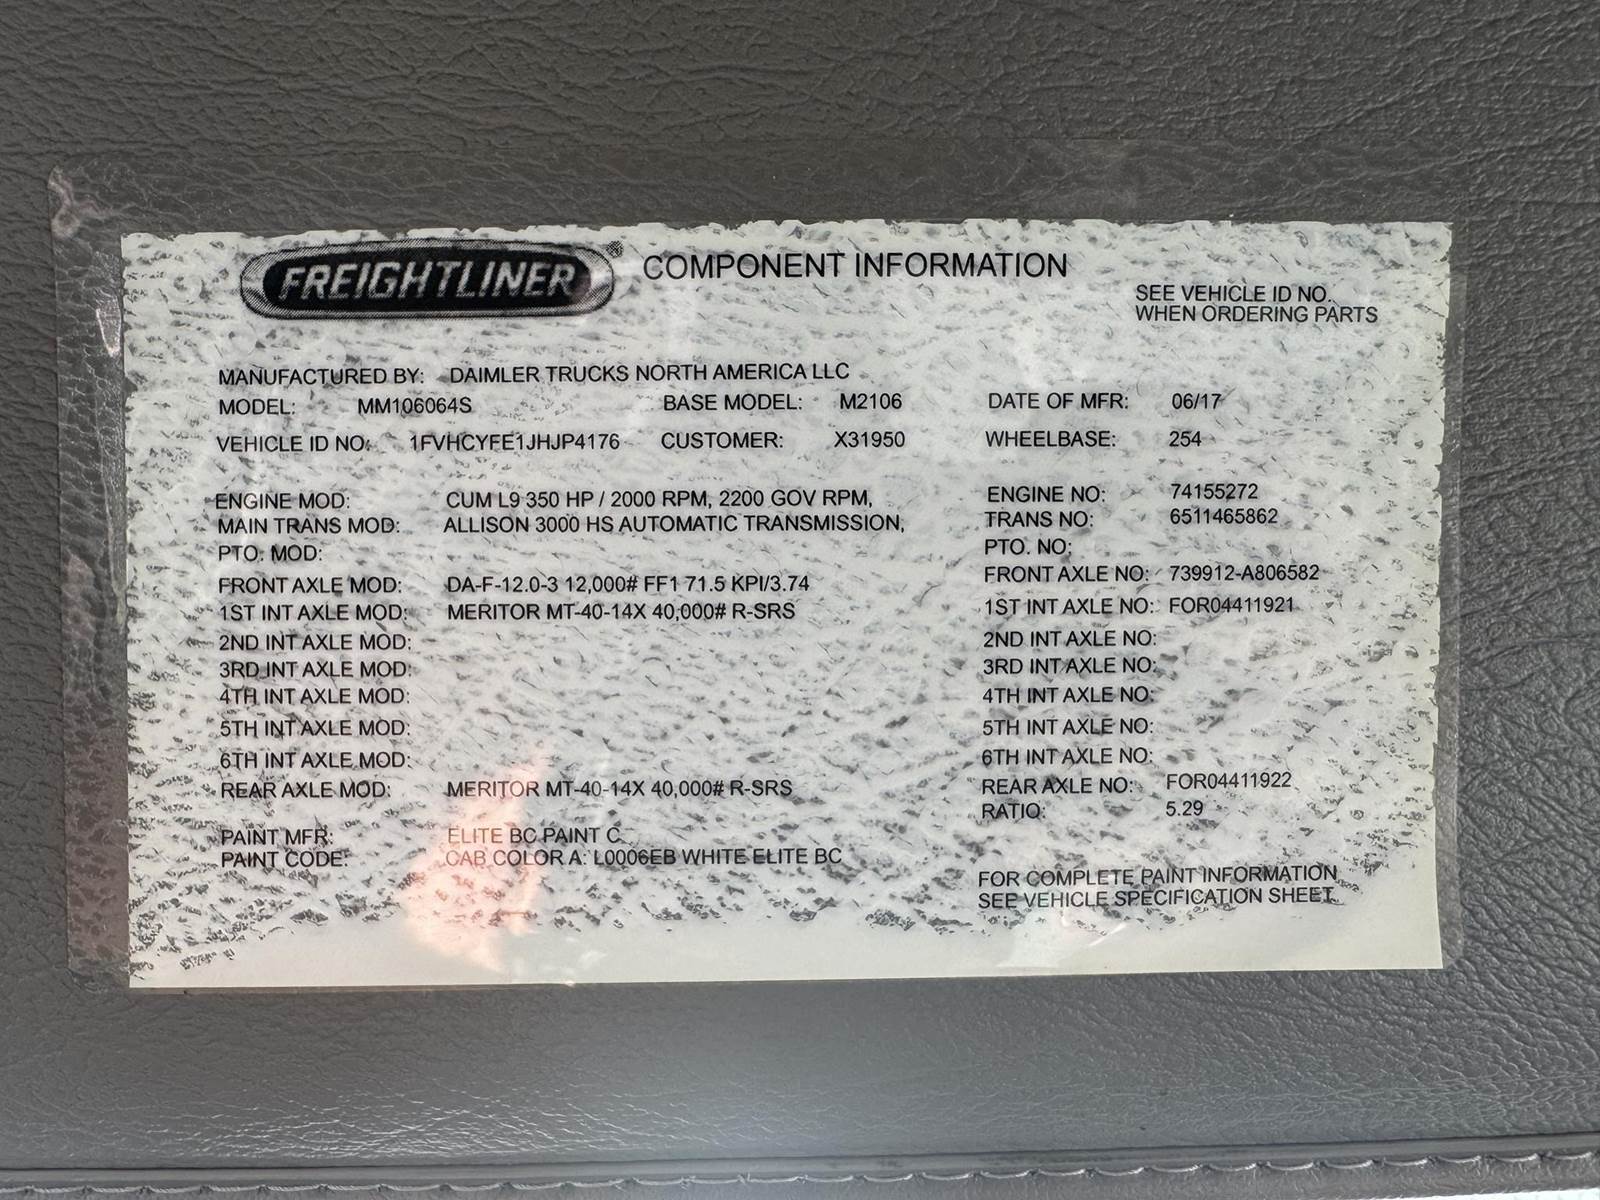 FREIGHTLINER® COMPONENT INFORMATION
SEE VEHICLE ID NO.
WHEN ORDERING PARTS
MANUFACTURED BY: DAIMLER TRUCKS NORTH AMERICA LLC
MODEL: MM106064S BASE MODEL: M2106 DATE OF MFR: 06/17
VEHICLE ID NO: 1FVHCYFE1JHJP4176 CUSTOMER: X31950 WHEELBASE: 254
ENGINE MOD: CUM L9 350 HP / 2000 RPM, 2200 GOV RPM, ENGINE NO: 74155272
MAIN TRANS MOD: ALLISON 3000 HS AUTOMATIC TRANSMISSION, TRANS NO: 6511465862
PTO. MOD: PTO. NO:
FRONT AXLE MOD: DA-F-12.0-3 12,000# FF1 71.5 KPI/3.74 FRONT AXLE NO: 739912-A806582
1ST INT AXLE MOD: MERITOR MT-40-14X 40,000# R-SRS 1ST INT AXLE NO: FOR04411921
2ND INT AXLE MOD: 2ND INT AXLE NO:
3RD INT AXLE MOD: 3RD INT AXLE NO:
4TH INT AXLE MOD: 4TH INT AXLE NO:
5TH INT AXLE MOD: 5TH INT AXLE NO:
6TH INT AXLE MOD: 6TH INT AXLE NO:
REAR AXLE MOD: MERITOR MT-40-14X 40,000# R-SRS REAR AXLE NO: FOR04411922
RATIO: 5.29
PAINT MFR: ELITE BC PAINT C
PAINT CODE: CAB COLOR A: L0006EB WHITE ELITE BC
FOR COMPLETE PAINT INFORMATION
SEE VEHICLE SPECIFICATION SHEET.